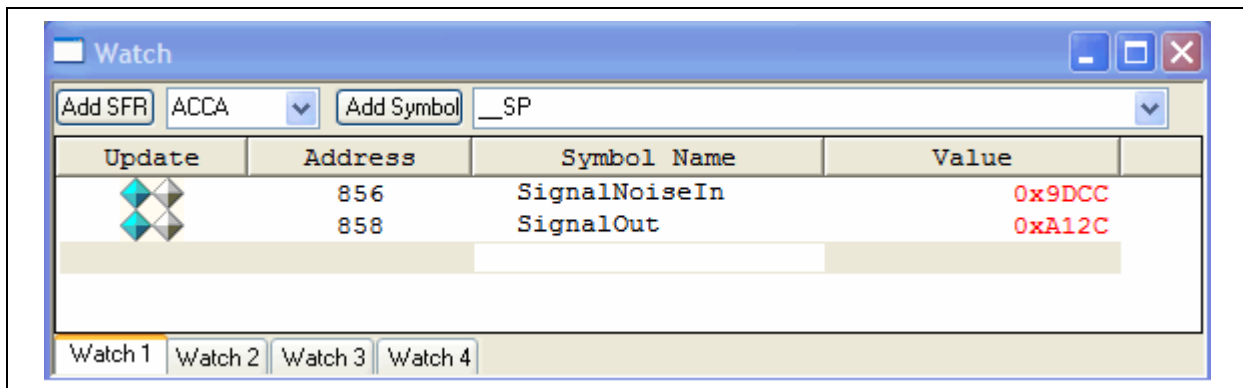 Watch
Add SFR ACCA Add Symbol __SP
Update Address Symbol Name Value
856 SignalNoiseIn 0x9DCC
858 SignalOut 0xA12C
Watch 1 Watch 2 Watch 3 Watch 4